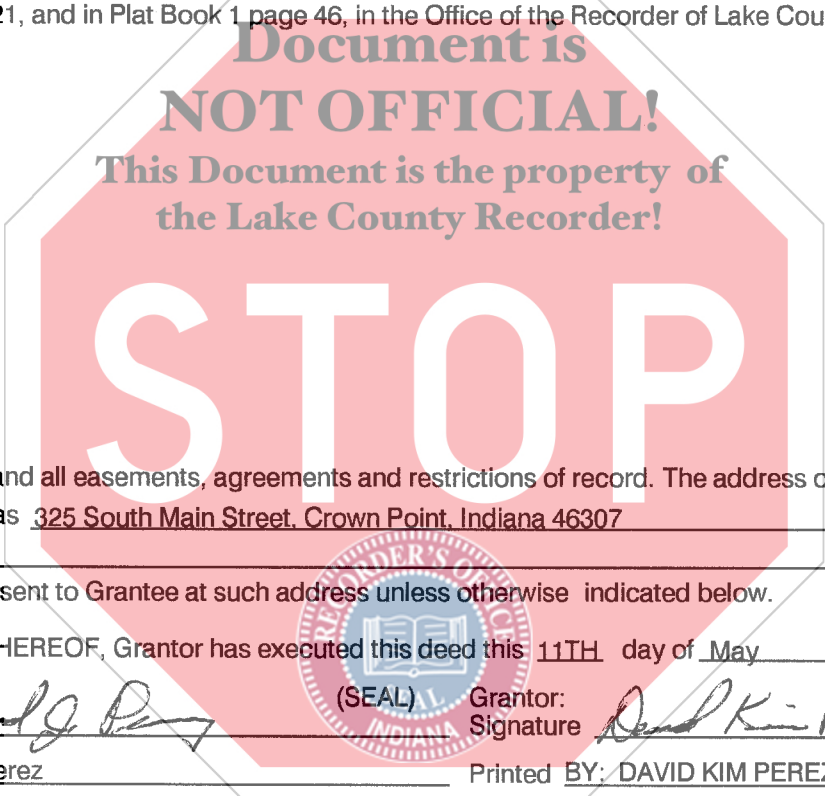 21, and in Plat Book 1 page 46, in the Office of the Recorder of Lake Cou
Document is
NOT OFFICIAL!
This Document is the property of
the Lake County Recorder!
STOP
and all easements, agreements and restrictions of record. The address o
as 325 South Main Street, Crown Point, Indiana 46307
sent to Grantee at such address unless otherwise indicated below.
HEREOF, Grantor has executed this deed this 11TH day of May
(SEAL) Grantor:
Signature
erez Printed BY: DAVID KIM PEREZ
RECORDER'S OFFICE
SEAL
INDIANA